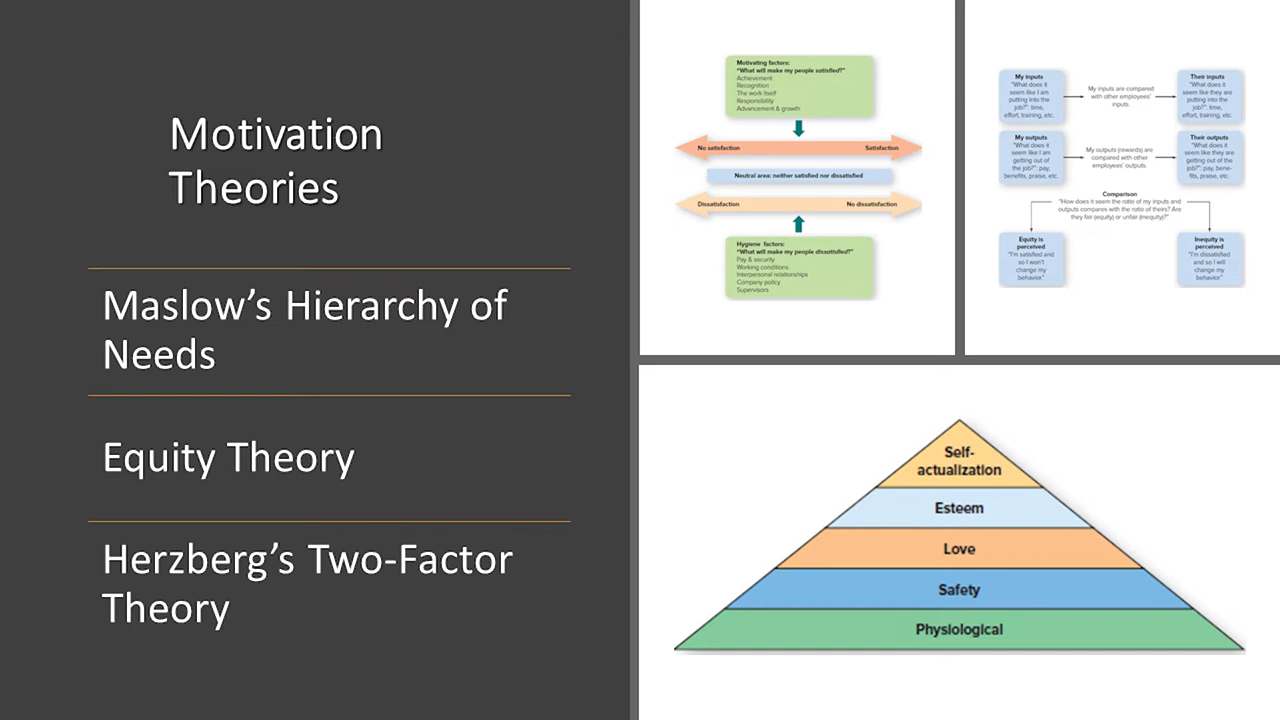 Motivation
Theories
Maslow's Hierarchy of
Needs
Equity Theory
Herzberg's Two-Factor
Theory
Motivating factors:
"What will make my people satisfied?"
Achievement
Recognition
The work itself
Responsibility
Advancement & growth
No satisfaction
Satisfaction
Neutral area: neither satisfied nor dissatisfied
Dissatisfaction
No dissatisfaction
Hygiene factors:
"What will make my people dissatisfied?"
Pay & security
Working conditions
Interpersonal relationships
Company policy
Supervisors
My inputs
"What does it
seem like I am
putting into the
job?": time,
effort, training, etc.
My inputs are compared
with other employees'
inputs.
Their inputs
"What does it
seem like they are
putting into the
job?": time,
effort, training, etc.
My outputs
"What does it
seem like I am
getting out of
the job?": pay,
benefits, praise, etc.
My outputs (rewards) are
compared with other
employees' outputs.
Their outputs
"What does it
seem like they are
getting out of the
job?": pay, bene-
fits, praise, etc.
Comparison
"How does it seem the ratio of my inputs and
outputs compares with the ratio of theirs? Are
they fair (equity) or unfair (inequity)?"
Equity is
perceived
"I'm satisfied and
so I won't
change my
behavior."
Inequity is
perceived
"I'm dissatisfied
and so I will
change my
behavior."
Self-
actualization
Esteem
Love
Safety
Physiological